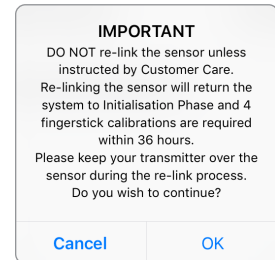 IMPORTANT
DO NOT re-link the sensor unless
instructed by Customer Care.
Re-linking the sensor will return the
system to Initialisation Phase and 4
fingerstick calibrations are required
within 36 hours.
Please keep your transmitter over the
sensor during the re-link process.
Do you wish to continue?
Cancel
OK